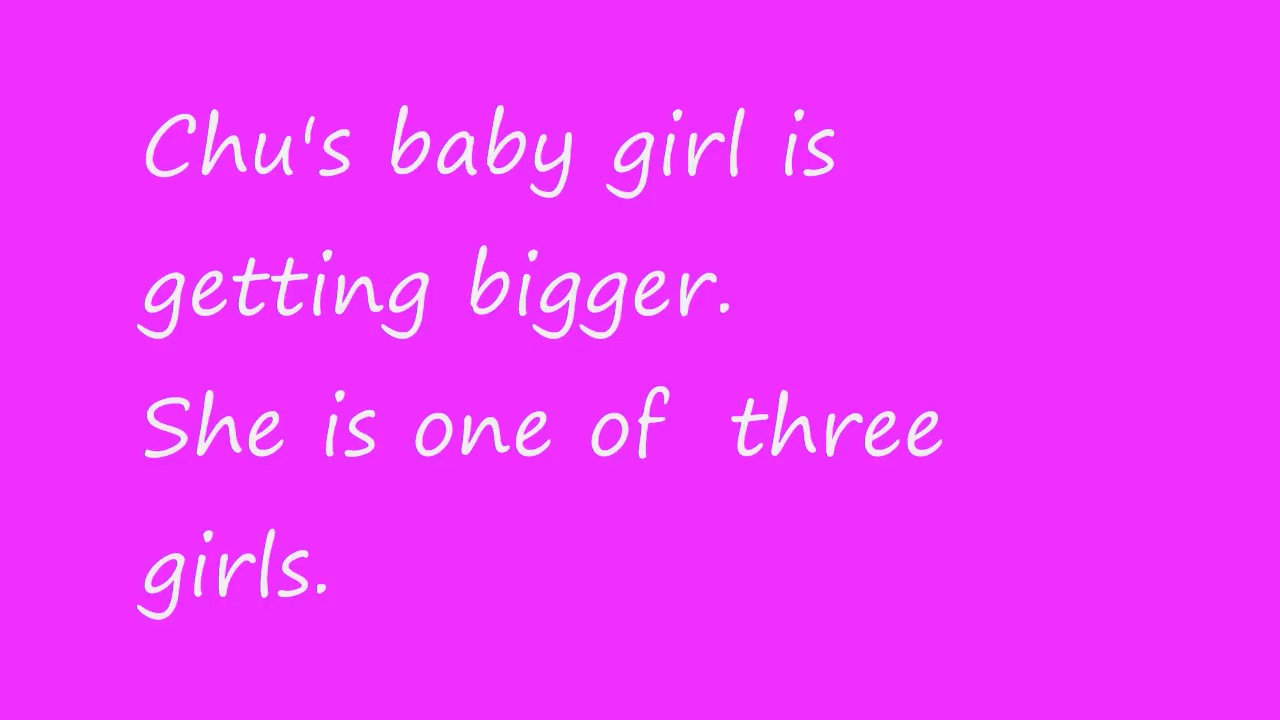 Chu's baby girl is
getting bigger.
She is one of  three
girls.